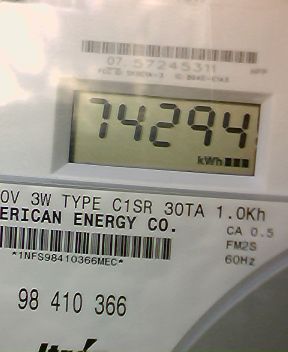 07 57245311
74294
kWh
0V 3W TYPE C1SR 30TA 1.0Kh
ERICAN ENERGY CO.
CA 0.5
FM2S
*1NFS98410366MEC*
60Hz
98 410 366
Itrón